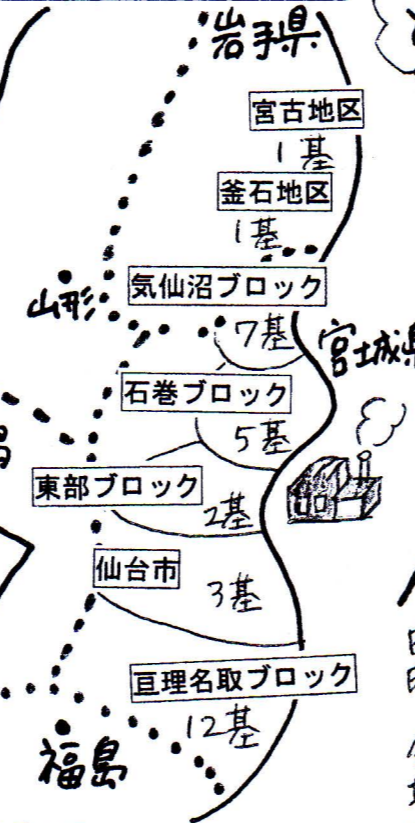 岩手県
宮古地区
1基
釜石地区
1基
山形
気仙沼ブロック
7基
宮城県
石巻ブロック
5基
東部ブロック
2基
仙台市
3基
亘理名取ブロック
12基
福島